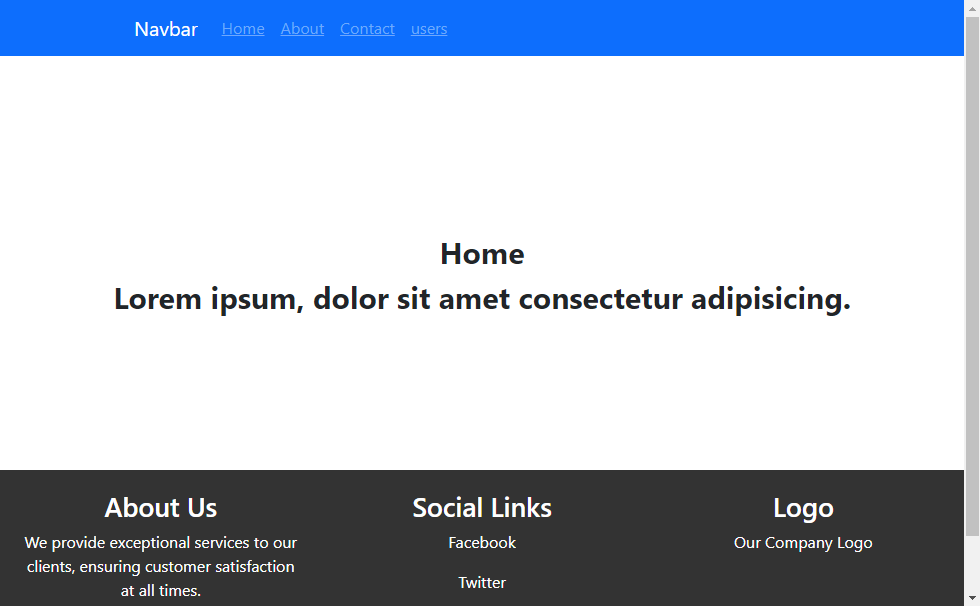 Navbar Home About Contact users
Home
Lorem ipsum, dolor sit amet consectetur adipisicing.
About Us
We provide exceptional services to our
clients, ensuring customer satisfaction
at all times.
Social Links
Facebook
Twitter
Logo
Our Company Logo